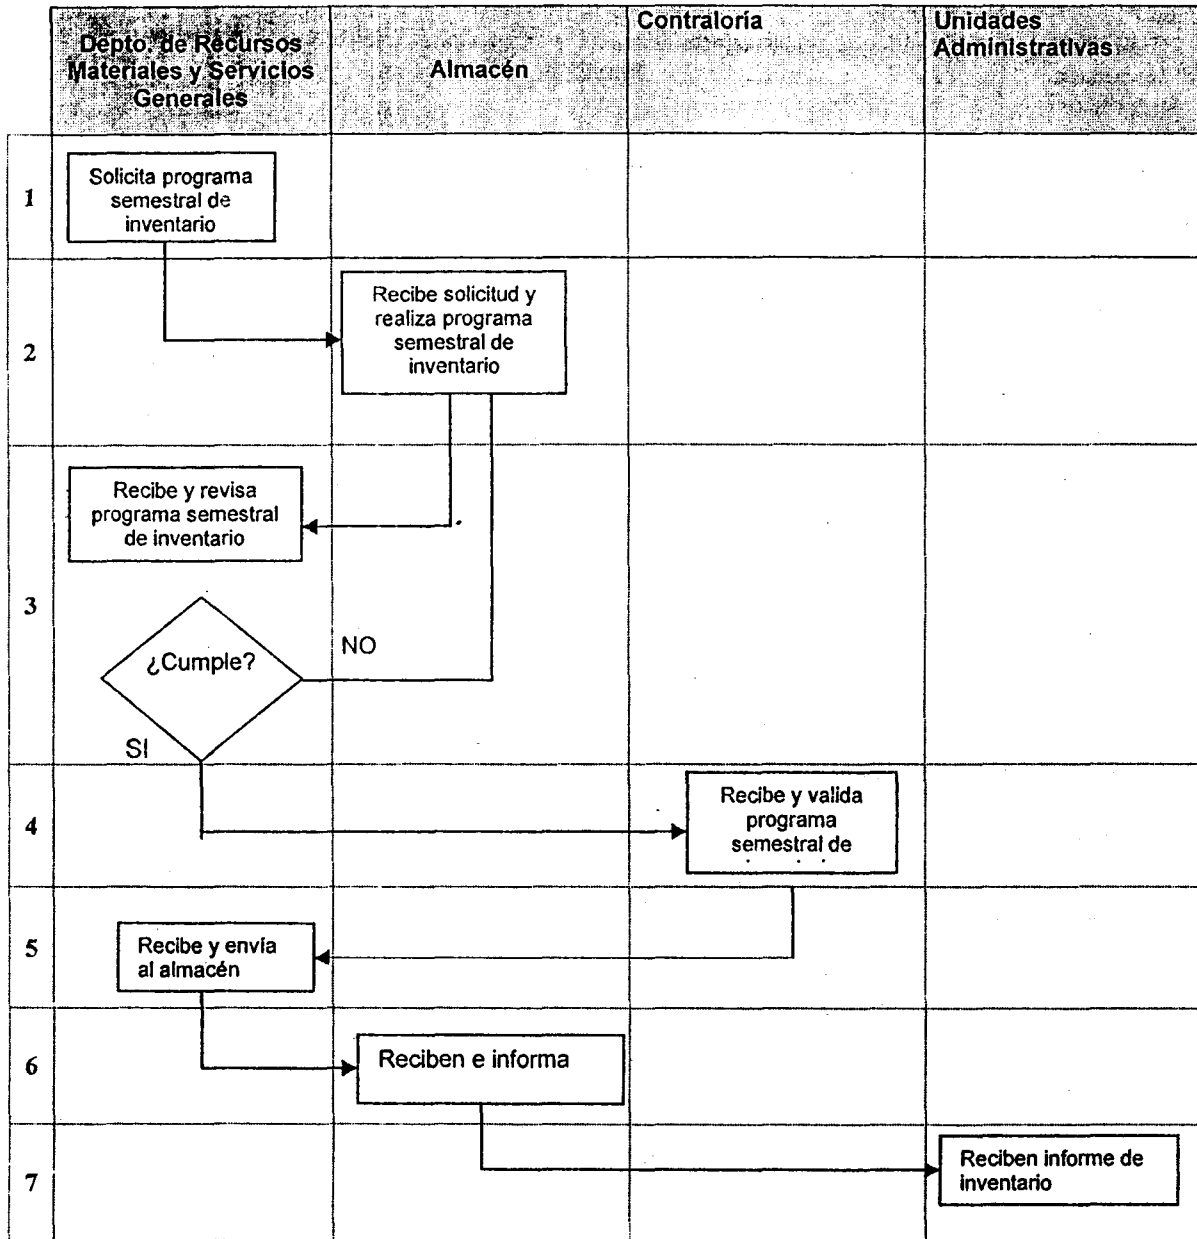 Depto. de Recursos
Materiales y Servicios
Generales
Almacén
Contraloría
Unidades
Administrativas
1
Solicita programa
semestral de
inventario
2
Recibe solicitud y
realiza programa
semestral de
inventario
3
Recibe y revisa
programa semestral
de inventario
¿Cumple?
NO
SI
4
Recibe y valida
programa
semestral de
5
Recibe y envía
al almacén
6
Reciben e informa
7
Reciben informe de
inventario